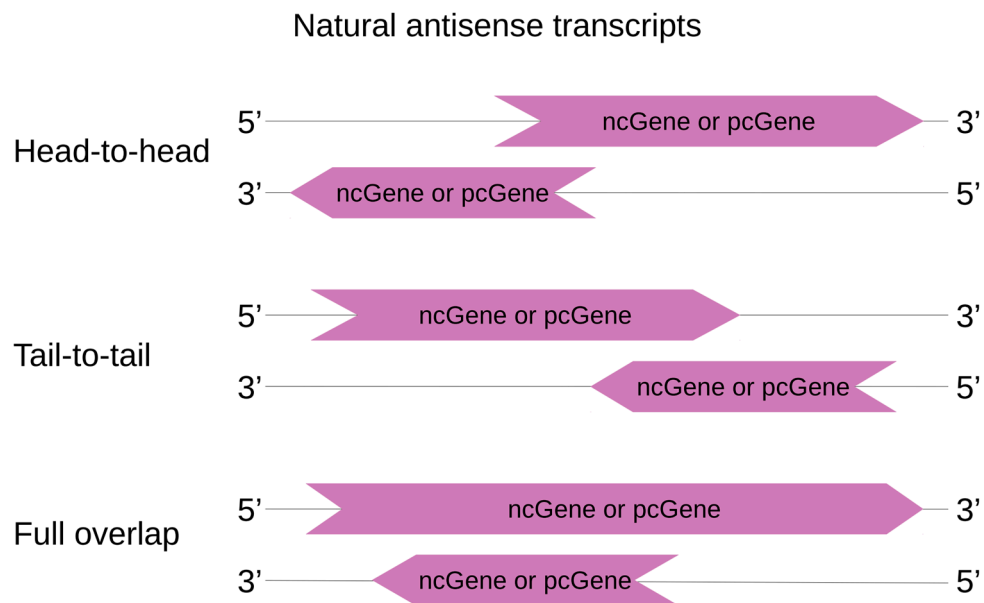 Natural antisense transcripts
5’ ncGene or pcGene 3’
Head-to-head
3’ ncGene or pcGene 5’
5’ ncGene or pcGene 3’
Tail-to-tail
3’ ncGene or pcGene 5’
5’ ncGene or pcGene 3’
Full overlap
3’ ncGene or pcGene 5’